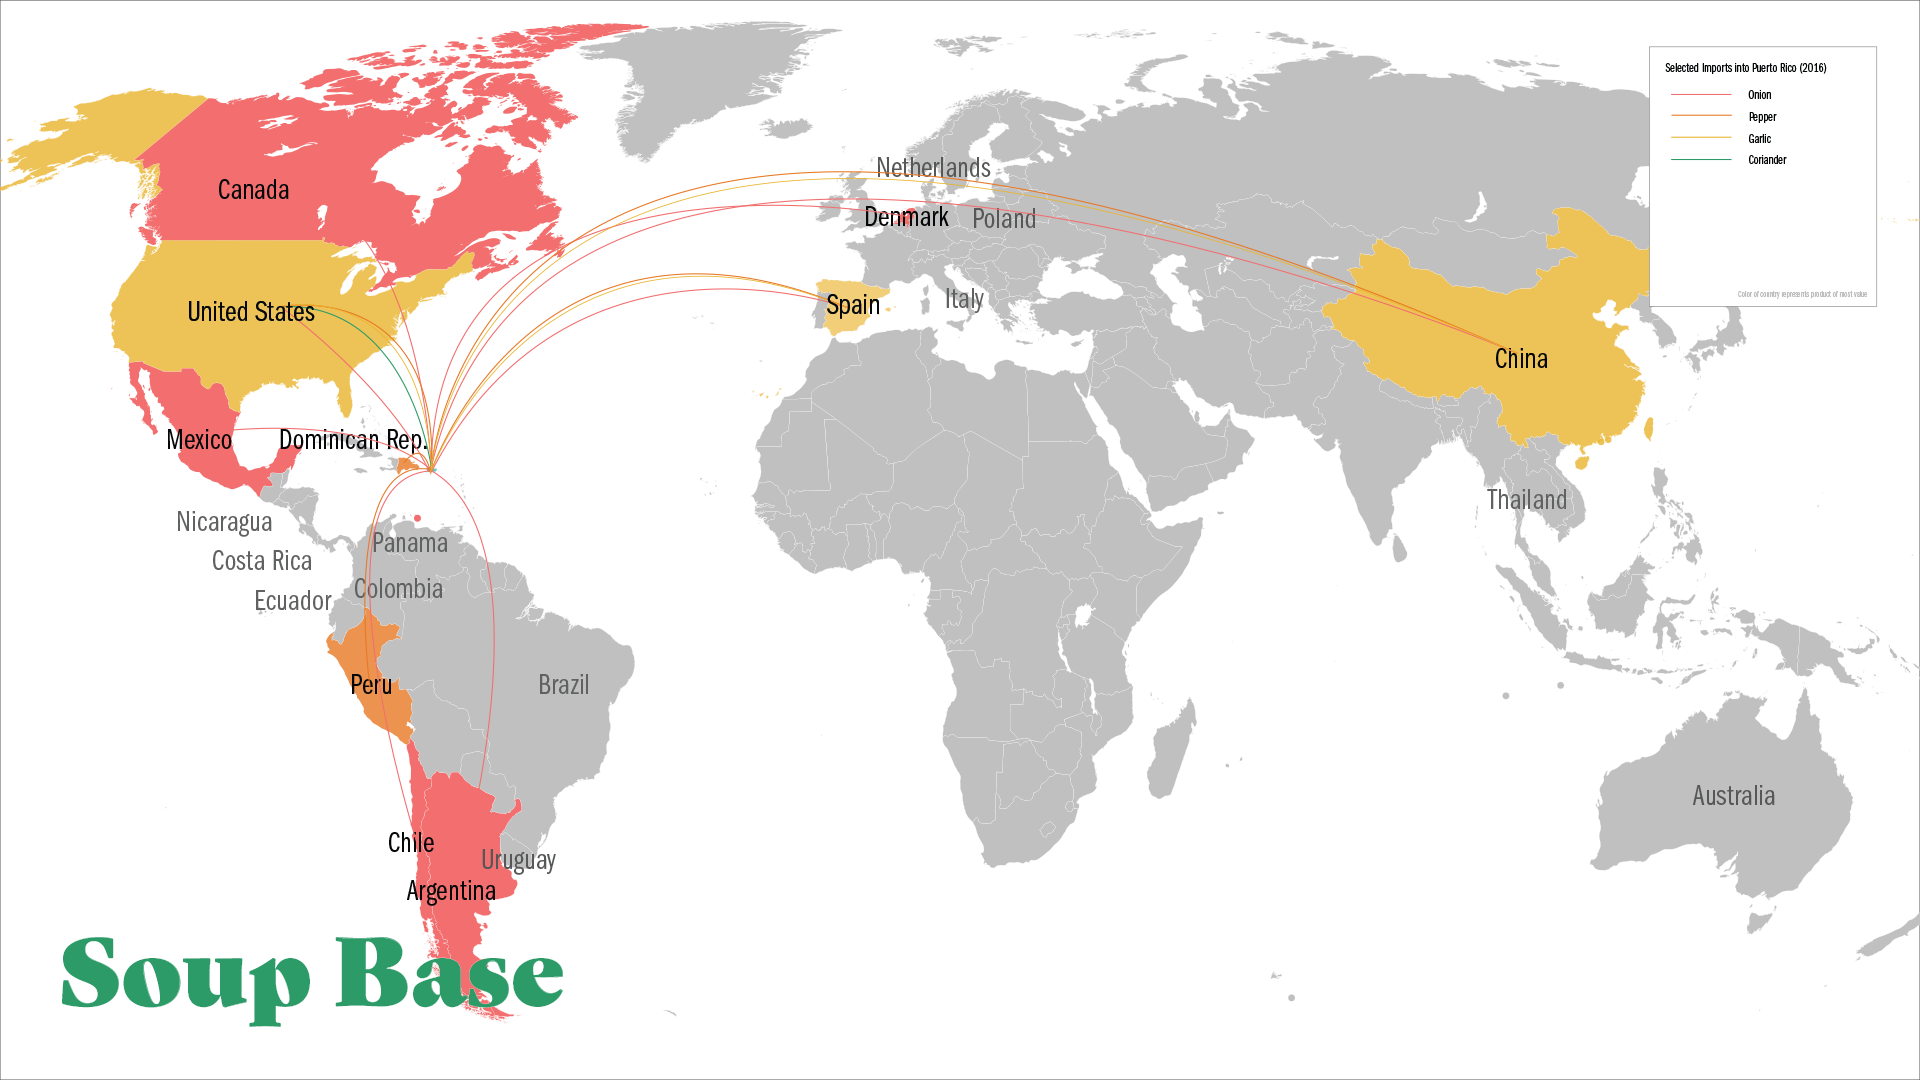 Selected Imports into Puerto Rico (2016)
Onion
Pepper
Garlic
Coriander
Color of country represents product of most value
Netherlands
Canada
Denmark
Poland
United States
Spain
Italy
China
Mexico
Dominican Rep.
Thailand
Nicaragua
Panama
Costa Rica
Colombia
Ecuador
Peru
Brazil
Australia
Chile
Uruguay
Argentina
Soup Base